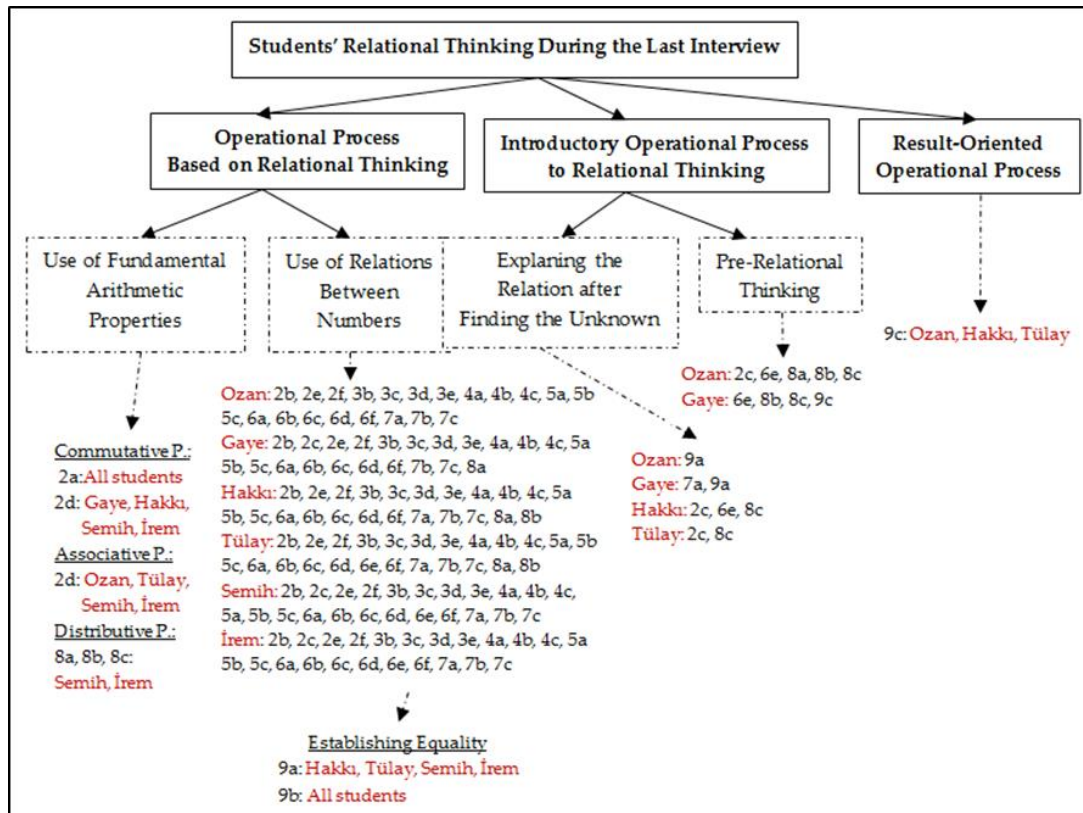 Students' Relational Thinking During the Last Interview
Operational Process
Based on Relational Thinking
Introductory Operational Process
to Relational Thinking
Result-Oriented
Operational Process
Use of Fundamental
Arithmetic
Properties
Use of Relations
Between
Numbers
Explaning the
Relation after
Finding the Unknown
Pre-Relational
Thinking
9c: Ozan, Hakkı, Tülay
Ozan: 2c, 6e, 8a, 8b, 8c
Gaye: 6e, 8b, 8c, 9c
Ozan: 9a
Gaye: 7a, 9a
Hakkı: 2c, 6e, 8c
Tülay: 2c, 8c
Ozan: 2b, 2e, 2f, 3b, 3c, 3d, 3e, 4a, 4b, 4c, 5a, 5b
5c, 6a, 6b, 6c, 6d, 6f, 7a, 7b, 7c
Gaye: 2b, 2c, 2e, 2f, 3b, 3c, 3d, 3e, 4a, 4b, 4c, 5a
5b, 5c, 6a, 6b, 6c, 6d, 6f, 7b, 7c, 8a
Hakkı: 2b, 2e, 2f, 3b, 3c, 3d, 3e, 4a, 4b, 4c, 5a
5b, 5c, 6a, 6b, 6c, 6d, 6f, 7a, 7b, 7c, 8a, 8b
Tülay: 2b, 2e, 2f, 3b, 3c, 3d, 3e, 4a, 4b, 4c, 5a, 5b
5c, 6a, 6b, 6c, 6d, 6e, 6f, 7a, 7b, 7c, 8a, 8b
Semih: 2b, 2c, 2e, 2f, 3b, 3c, 3d, 3e, 4a, 4b, 4c,
5a, 5b, 5c, 6a, 6b, 6c, 6d, 6e, 6f, 7a, 7b, 7c
İrem: 2b, 2c, 2e, 2f, 3b, 3c, 3d, 3e, 4a, 4b, 4c, 5a
5b, 5c, 6a, 6b, 6c, 6d, 6e, 6f, 7a, 7b, 7c
Commutative P.:
2a:All students
2d: Gaye, Hakkı,
Semih, İrem
Associative P.:
2d: Ozan, Tülay,
Semih, İrem
Distributive P.:
8a, 8b, 8c:
Semih, İrem
Establishing Equality
9a: Hakkı, Tülay, Semih, İrem
9b: All students